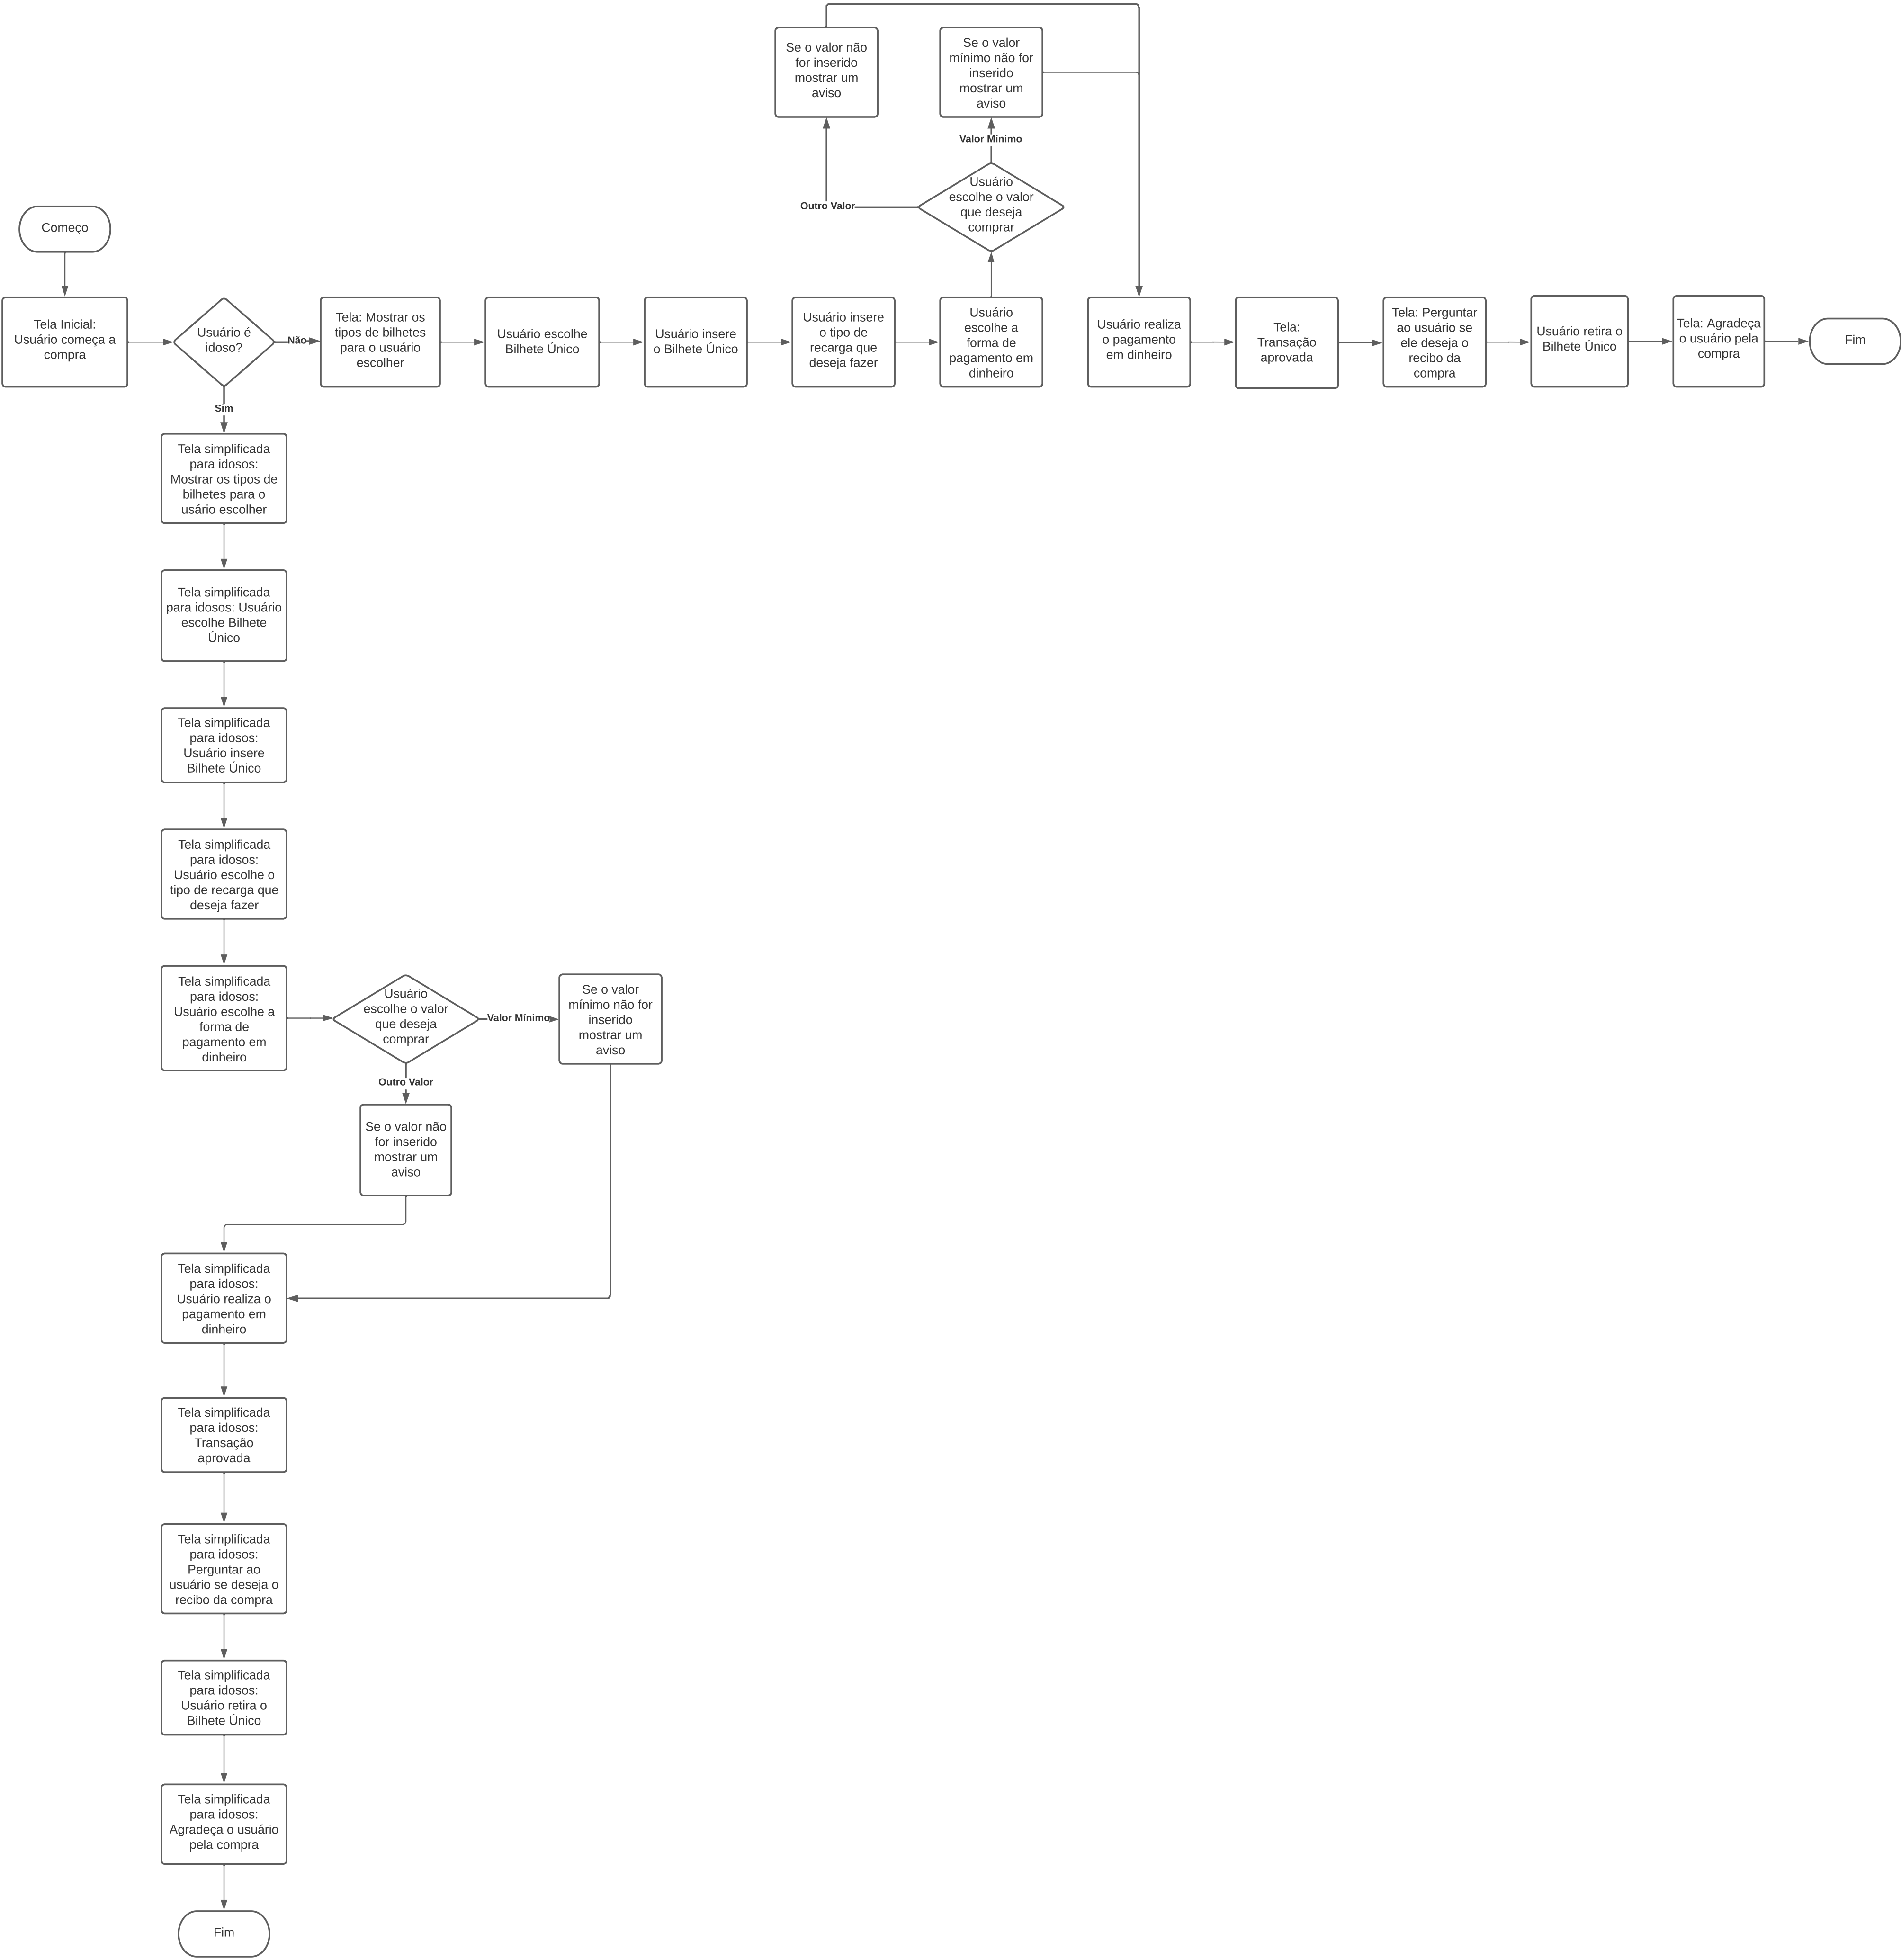 Começo
Tela Inicial:
Usuário começa a
compra
Usuário é
idoso?
Não
Tela: Mostrar os
tipos de bilhetes
para o usuário
escolher
Usuário escolhe
Bilhete Único
Usuário insere
o Bilhete Único
Usuário insere
o tipo de
recarga que
deseja fazer
Usuário
escolhe a
forma de
pagamento em
dinheiro
Usuário
escolhe o valor
que deseja
comprar
Outro Valor
Se o valor não
for inserido
mostrar um
aviso
Valor Mínimo
Se o valor
mínimo não for
inserido
mostrar um
aviso
Usuário realiza
o pagamento
em dinheiro
Tela:
Transação
aprovada
Tela: Perguntar
ao usuário se
ele deseja o
recibo da
compra
Usuário retira o
Bilhete Único
Tela: Agradeça
o usuário pela
compra
Fim
Sim
Tela simplificada
para idosos:
Mostrar os tipos de
bilhetes para o
usário escolher
Tela simplificada
para idosos: Usuário
escolhe Bilhete
Único
Tela simplificada
para idosos:
Usuário insere
Bilhete Único
Tela simplificada
para idosos:
Usuário escolhe o
tipo de recarga que
deseja fazer
Tela simplificada
para idosos:
Usuário escolhe a
forma de
pagamento em
dinheiro
Usuário
escolhe o valor
que deseja
comprar
Valor Mínimo
Se o valor
mínimo não for
inserido
mostrar um
aviso
Outro Valor
Se o valor não
for inserido
mostrar um
aviso
Tela simplificada
para idosos:
Usuário realiza o
pagamento em
dinheiro
Tela simplificada
para idosos:
Transação
aprovada
Tela simplificada
para idosos:
Perguntar ao
usuário se deseja o
recibo da compra
Tela simplificada
para idosos:
Usuário retira o
Bilhete Único
Tela simplificada
para idosos:
Agradeça o usuário
pela compra
Fim